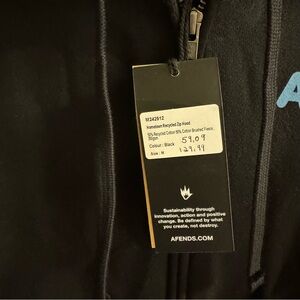 M242512
Hometown Recycled Zip Hood
50% Recycled Cotton 50% Cotton Brushed Fleece,
Colour : Black
59.09
Size : M
129.99
Sustainability through
innovation, action and positive
change. Be defined by what
you create, not destroy.
AFENDS.COM
A